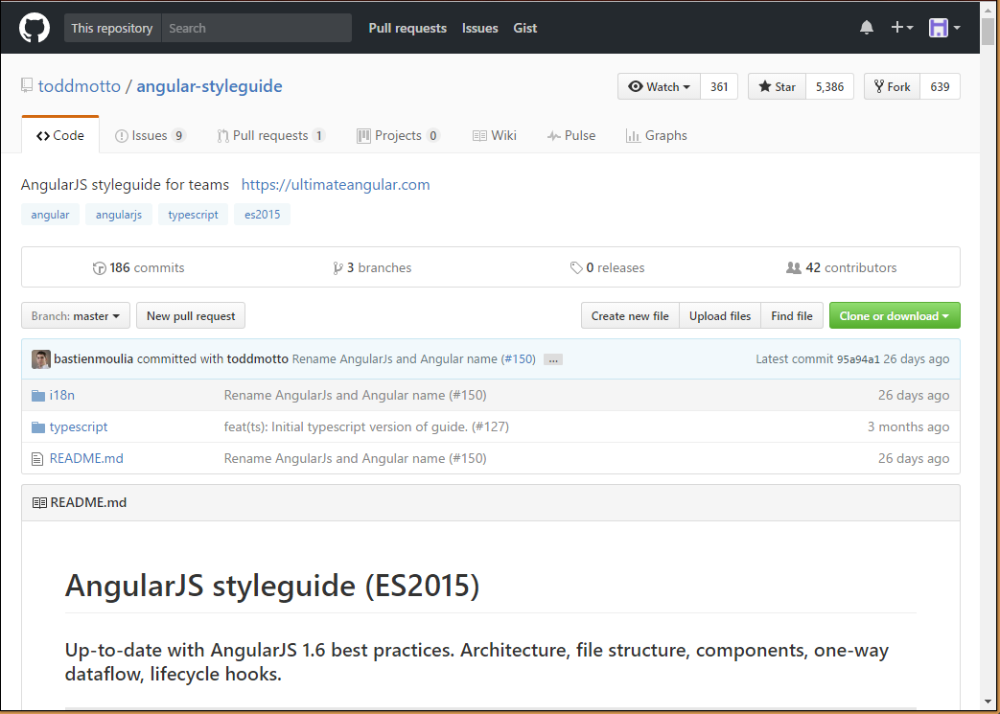 This repository Search Pull requests Issues Gist
toddmotto / angular-styleguide Watch 361 Star 5,386 Fork 639
Code Issues 9 Pull requests 1 Projects 0 Wiki Pulse Graphs
AngularJS styleguide for teams https://ultimateangular.com
angular angularjs typescript es2015
186 commits 3 branches 0 releases 42 contributors
Branch: master New pull request Create new file Upload files Find file Clone or download
bastienmoulia committed with toddmotto Rename AngularJs and Angular name (#150) ... Latest commit 95a94a1 26 days ago
i18n Rename AngularJs and Angular name (#150) 26 days ago
typescript feat(ts): Initial typescript version of guide. (#127) 3 months ago
README.md Rename AngularJs and Angular name (#150) 26 days ago
README.md
AngularJS styleguide (ES2015)
Up-to-date with AngularJS 1.6 best practices. Architecture, file structure, components, one-way
dataflow, lifecycle hooks.